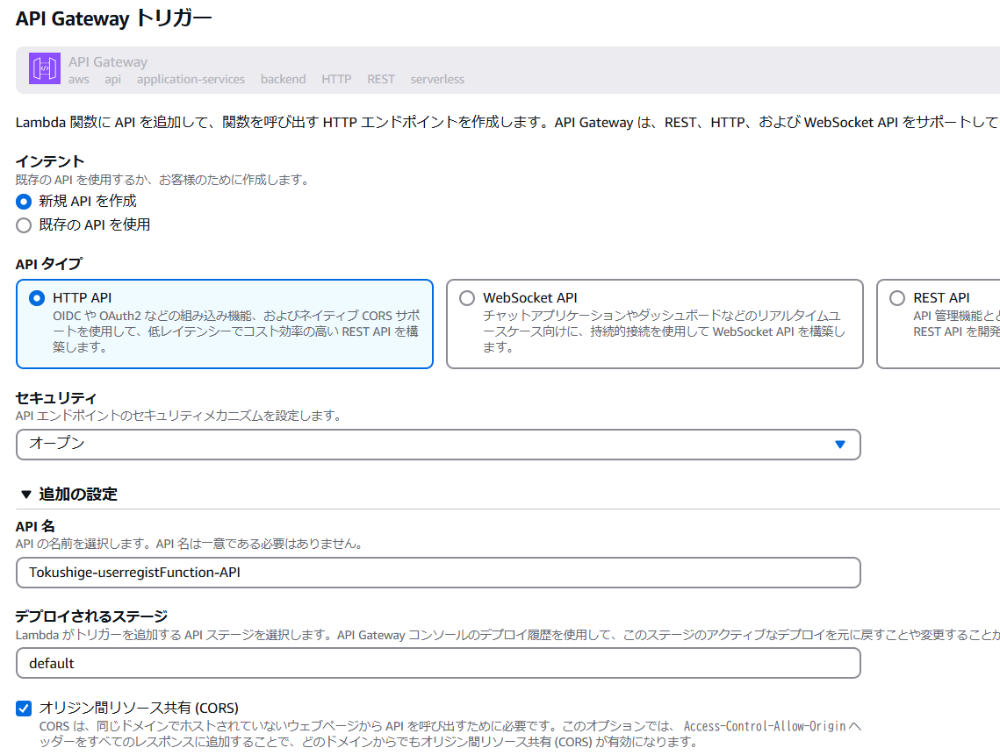 API Gateway トリガー
API Gateway
aws api application-services backend HTTP REST serverless
Lambda 関数に API を追加して、関数を呼び出す HTTP エンドポイントを作成します。API Gateway は、REST、HTTP、および WebSocket API をサポートして
インテント
既存の API を使用するか、お客様のために作成します。
新規 API を作成
既存の API を使用
API タイプ
HTTP API
OIDC や OAuth2 などの組み込み機能、およびネイティブ CORS サポ
ートを使用して、低レイテンシーでコスト効率の高い REST API を構
築します。
WebSocket API
チャットアプリケーションやダッシュボードなどのリアルタイムユ
ースケース向けに、持続的接続を使用して WebSocket API を構築し
ます。
REST API
API 管理機能とと
REST API を開発
セキュリティ
API エンドポイントのセキュリティメカニズムを設定します。
オープン
追加の設定
API 名
API の名前を選択します。API 名は一意である必要はありません。
Tokushige-userregistFunction-API
デプロイされるステージ
Lambda がトリガーを追加する API ステージを選択します。API Gateway コンソールのデプロイ履歴を使用して、このステージのアクティブなデプロイを元に戻すことや変更することが
default
オリジン間リソース共有 (CORS)
CORS は、同じドメインでホストされていないウェブページから API を呼び出すために必要です。このオプションでは、 Access-Control-Allow-Origin ヘ
ッダーをすべてのレスポンスに追加することで、どのドメインからでもオリジン間リソース共有 (CORS) が有効になります。